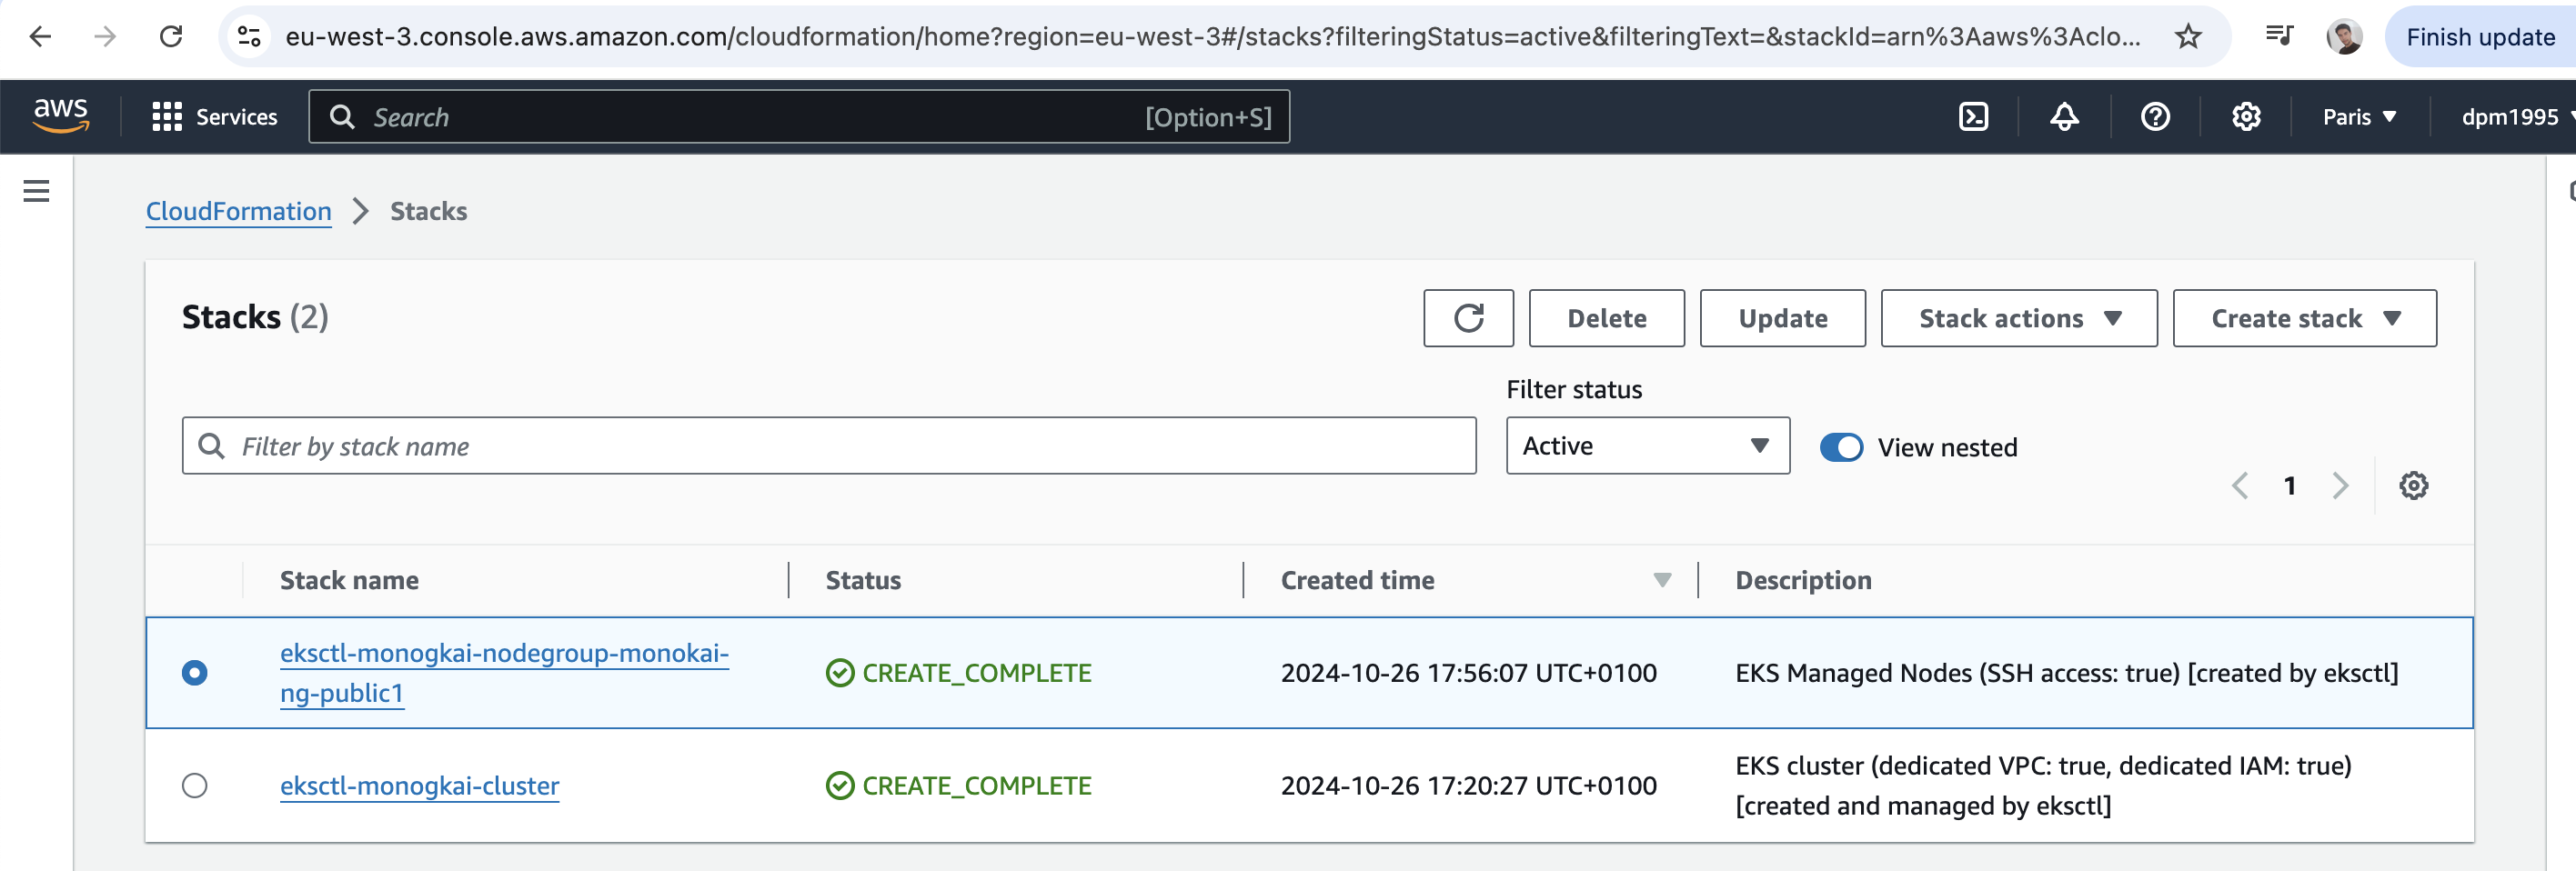 eu-west-3.console.aws.amazon.com/cloudformation/home?region=eu-west-3#/stacks?filteringStatus=active&filteringText=&stackId=arn%3Aaws%3Aclo...
Finish update
aws
Services
Search
[Option+S]
Paris
dpm1995
CloudFormation
Stacks
Stacks (2)
Delete
Update
Stack actions
Create stack
Filter status
Filter by stack name
Active
View nested
1
Stack name
Status
Created time
Description
eksctl-monogkai-nodegroup-monokai-
ng-public1
CREATE_COMPLETE
2024-10-26 17:56:07 UTC+0100
EKS Managed Nodes (SSH access: true) [created by eksctl]
eksctl-monogkai-cluster
CREATE_COMPLETE
2024-10-26 17:20:27 UTC+0100
EKS cluster (dedicated VPC: true, dedicated IAM: true)
[created and managed by eksctl]